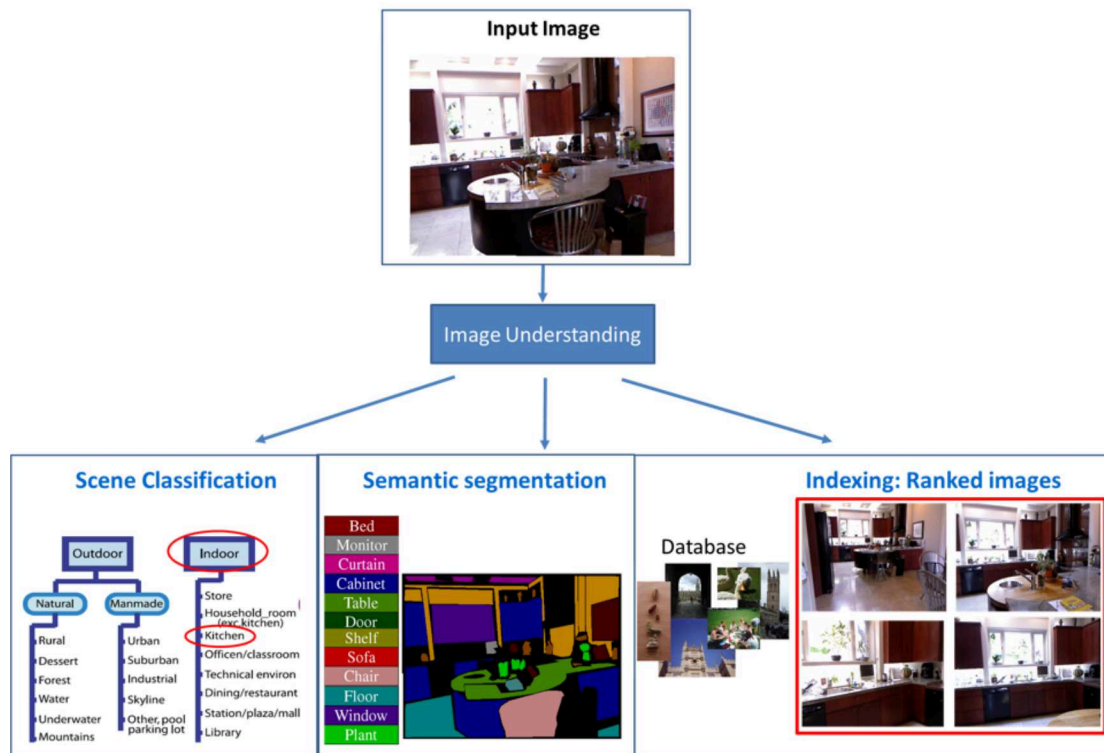 Input Image
Image Understanding
Scene Classification
Outdoor
Indoor
Natural
Manmade
Rural
Dessert
Forest
Water
Underwater
Mountains
Urban
Suburban
Industrial
Skyline
Other, pool
parking lot
Store
Household_room
(exc.kitchen)
Kitchen
Officen/classroom
Technical environ
Dining/restaurant
Station/plaza/mall
Library
Semantic segmentation
Bed
Monitor
Curtain
Cabinet
Table
Door
Shelf
Sofa
Chair
Floor
Window
Plant
Indexing: Ranked images
Database